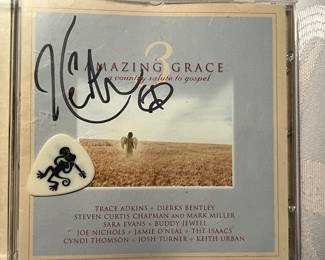 3
AMAZING GRACE
a country salute to gospel
TRACE ADKINS • DIERKS BENTLEY
STEVEN CURTIS CHAPMAN AND MARK MILLER
SARA EVANS • BUDDY JEWELL
JOE NICHOLS • JAMIE O'NEAL • THE ISAACS
CYNDI THOMSON • JOSH TURNER • KEITH URBAN